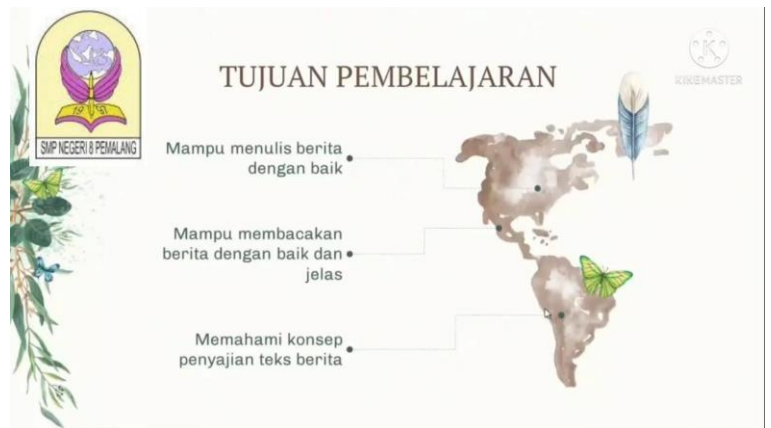 TUJUAN PEMBELAJARAN
KINEMASTER
SMP NEGERI 8 PEMALANG
Mampu menulis berita
dengan baik
Mampu membacakan
berita dengan baik dan
jelas
Memahami konsep
penyajian teks berita